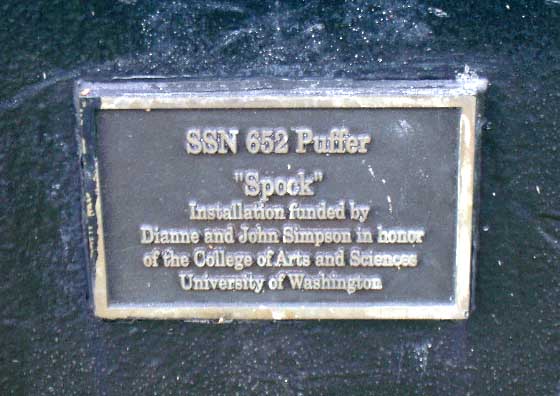 SSN 652 Puffer
"Spock"
Installation funded by
Dianne and John Simpson in honor
of the College of Arts and Sciences
University of Washington